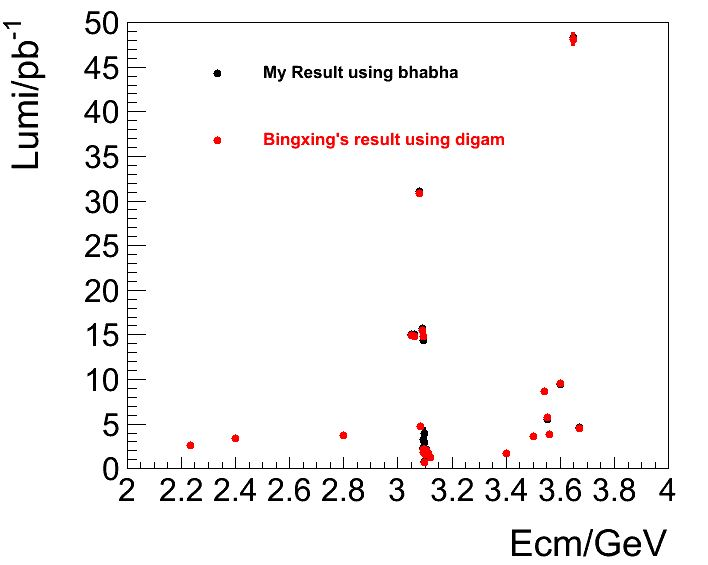 Lumi/pb⁻¹
50
45
40
35
30
25
20
15
10
5
0
My Result using bhabha
Bingxing's result using digam
2 2.2 2.4 2.6 2.8 3 3.2 3.4 3.6 3.8 4
Ecm/GeV